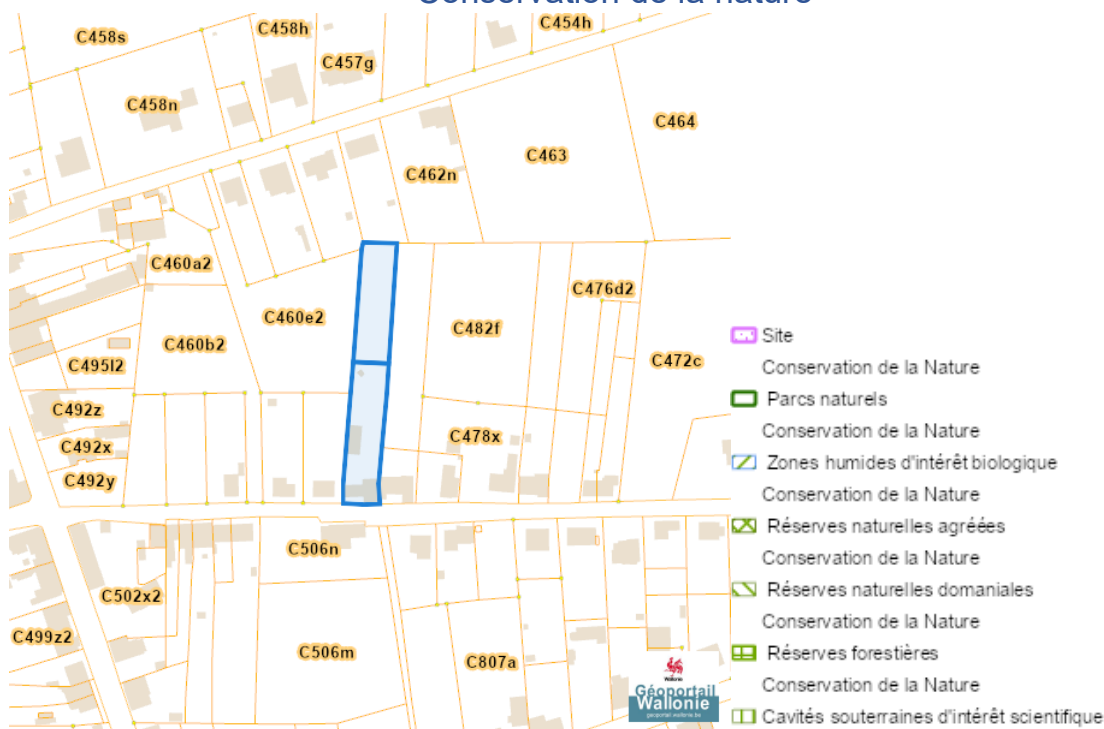 Conservation de la nature
C458s
C458h
C454h
C457g
C458n
C464
C463
C462n
C460a2
C476d2
C460e2
C482f
C460b2
C472c
C495l2
C492z
C478x
C492x
C492y
C506n
C502x2
C499z2
C506m
C807a
Wallonie
Géoportail
Wallonie
geoportail.wallonie.be
Site
Conservation de la Nature
Parcs naturels
Conservation de la Nature
Zones humides d'intérêt biologique
Conservation de la Nature
Réserves naturelles agréées
Conservation de la Nature
Réserves naturelles domaniales
Conservation de la Nature
Réserves forestières
Conservation de la Nature
Cavités souterraines d'intérêt scientifique